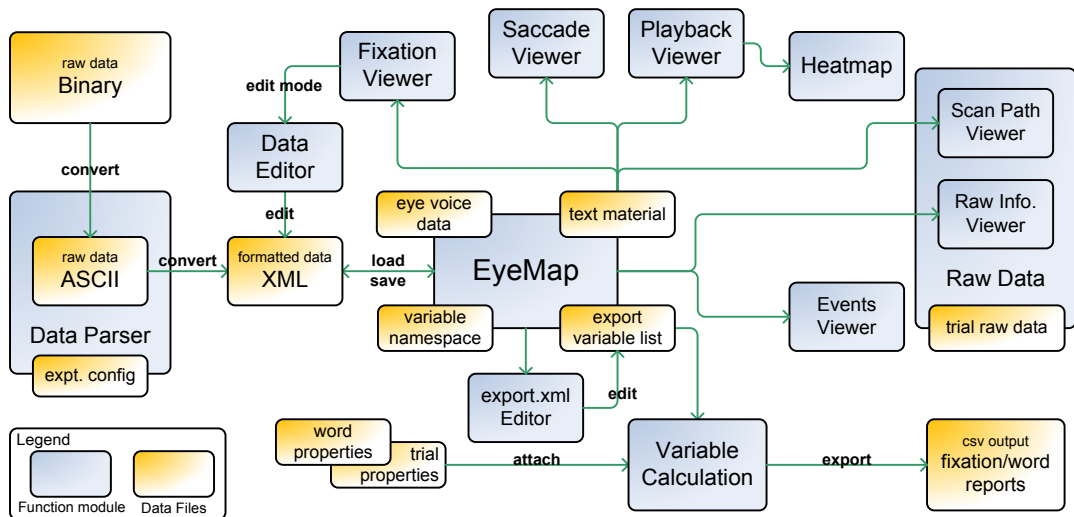 raw data
Binary
convert
raw data
ASCII
Data Parser
expt. config
convert
edit mode
Fixation
Viewer
Data
Editor
edit
formatted data
XML
load
save
Saccade
Viewer
Playback
Viewer
Heatmap
eye voice
data
text material
EyeMap
variable
namespace
export
variable list
export.xml
Editor
edit
Scan Path
Viewer
Raw Info.
Viewer
Raw Data
trial raw data
Events
Viewer
word
properties
trial
properties
attach
Variable
Calculation
export
csv output
fixation/word
reports
Legend
Function module
Data Files